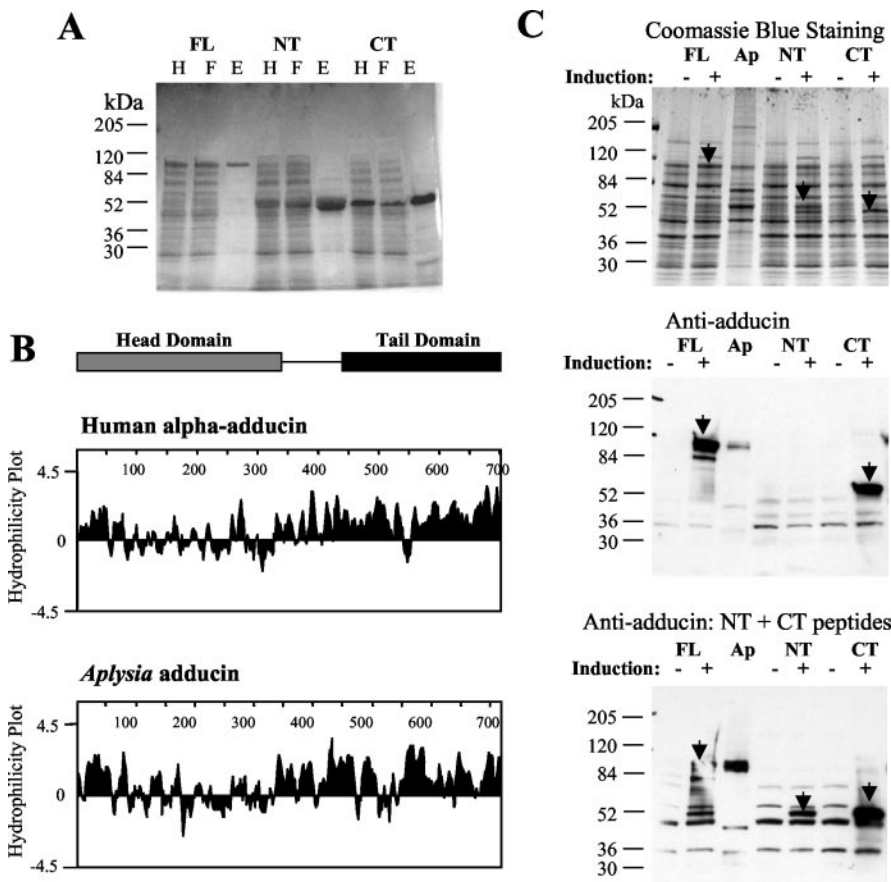 A
FL NT CT
H F E H F E H F E
kDa
205
120
84
52
36
30
B
Head Domain Tail Domain
Human alpha-adducin
Hydrophilicity Plot
4.5
0
-4.5
100 200 300 400 500 600 700
Aplysia adducin
Hydrophilicity Plot
4.5
0
-4.5
100 200 300 400 500 600 700
C
Coomassie Blue Staining
FL Ap NT CT
Induction: - + - + - +
kDa
205
120
84
52
36
30
Anti-adducin
FL Ap NT CT
Induction: - + - + - +
205
120
84
52
36
30
Anti-adducin: NT + CT peptides
FL Ap NT CT
Induction: - + - + - +
205
120
84
52
36
30